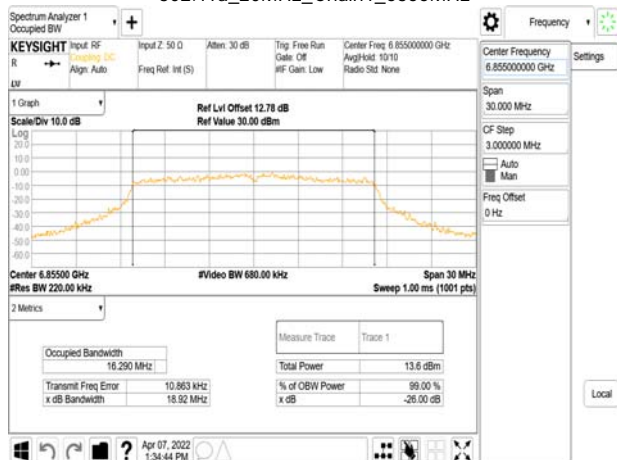 Spectrum Analyzer 1
Occupied BW
Frequency
KEYSIGHT
Input: RF
Coupling: DC
Align: Auto
Input Z: 50 Ω
Freq Ref: Int (S)
Atten: 30 dB
Trig: Free Run
Gate: Off
#IF Gain: Low
Center Freq: 6.855000000 GHz
Avg|Hold: 10/10
Radio Std: None
R
Center Frequency
6.855000000 GHz
Settings
Span
30.000 MHz
CF Step
3.000000 MHz
Auto
Man
Freq Offset
0 Hz
Local
1 Graph
Scale/Div 10.0 dB
Ref Lvl Offset 12.78 dB
Ref Value 30.00 dBm
Log
20.0
10.0
0.00
-10.0
-20.0
-30.0
-40.0
-50.0
-60.0
Center 6.85500 GHz
#Res BW 220.00 kHz
#Video BW 680.00 kHz
Span 30 MHz
Sweep 1.00 ms (1001 pts)
2 Metrics
Measure Trace
Trace 1
Occupied Bandwidth
16.290 MHz
Total Power
13.6 dBm
Transmit Freq Error
10.863 kHz
% of OBW Power
99.00 %
x dB Bandwidth
18.92 MHz
x dB
-26.00 dB
Apr 07, 2022
1:34:44 PM